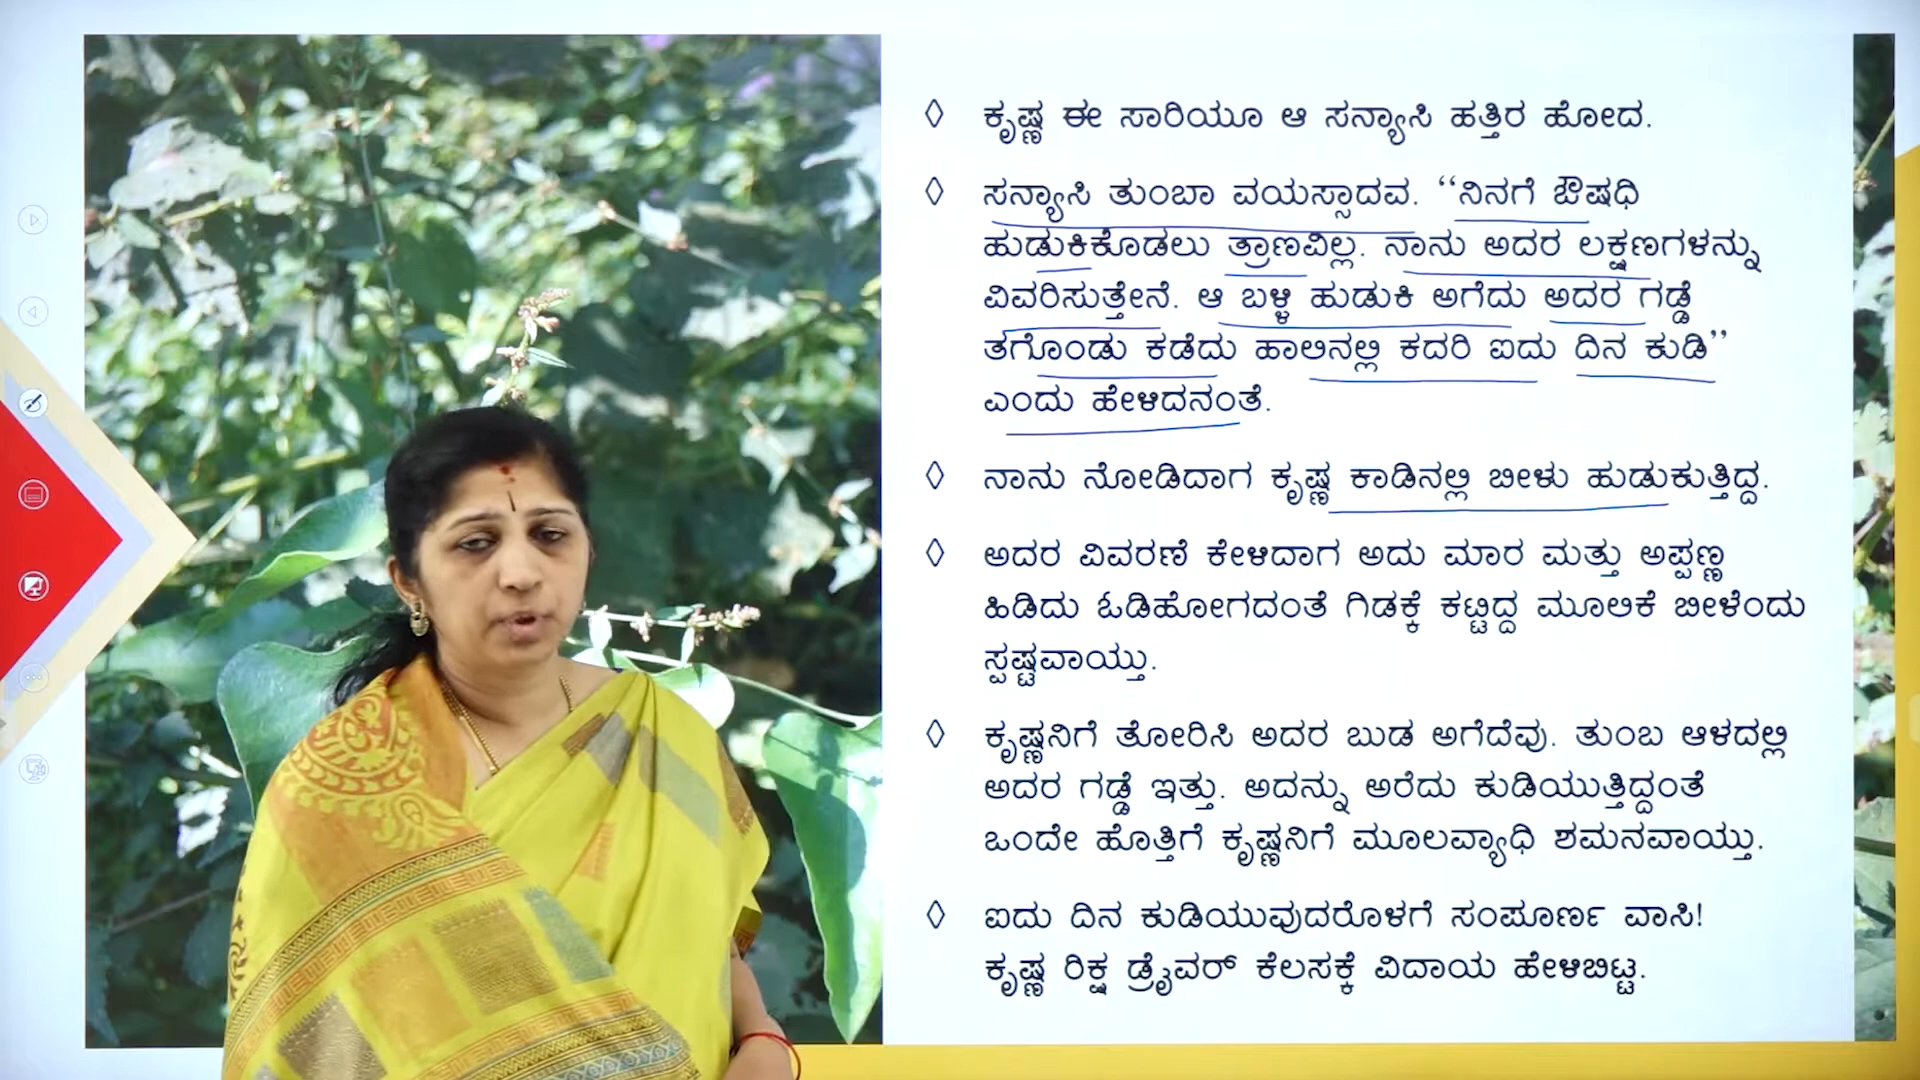 ◊ ಕೃಷ್ಣ ಈ ಸಾರಿಯೂ ಆ ಸನ್ಯಾಸಿ ಹತ್ತಿರ ಹೋದ.
◊ ಸನ್ಯಾಸಿ ತುಂಬಾ ವಯಸ್ಸಾದವ. “ನಿನಗೆ ಔಷಧಿ
ಹುಡುಕಿಕೊಡಲು ತ್ರಾಣವಿಲ್ಲ. ನಾನು ಅದರ ಲಕ್ಷಣಗಳನ್ನು
ವಿವರಿಸುತ್ತೇನೆ. ಆ ಬಳ್ಳಿ ಹುಡುಕಿ ಅಗೆದು ಅದರ ಗಡ್ಡೆ
ತಗೊಂಡು ಕಡೆದು ಹಾಲಿನಲ್ಲಿ ಕದರಿ ಐದು ದಿನ ಕುಡಿ”
ಎಂದು ಹೇಳಿದನಂತೆ.
◊ ನಾನು ನೋಡಿದಾಗ ಕೃಷ್ಣ ಕಾಡಿನಲ್ಲಿ ಬೀಳು ಹುಡುಕುತ್ತಿದ್ದ.
◊ ಅದರ ವಿವರಣೆ ಕೇಳಿದಾಗ ಅದು ಮಾರ ಮತ್ತು ಅಪ್ಪಣ್ಣ
ಹಿಡಿದು ಓಡಿಹೋಗದಂತೆ ಗಿಡಕ್ಕೆ ಕಟ್ಟಿದ್ದ ಮೂಲಿಕೆ ಬೀಳೆಂದು
ಸ್ಪಷ್ಟವಾಯ್ತು.
◊ ಕೃಷ್ಣನಿಗೆ ತೋರಿಸಿ ಅದರ ಬುಡ ಅಗೆದೆವು. ತುಂಬ ಆಳದಲ್ಲಿ
ಅದರ ಗಡ್ಡೆ ಇತ್ತು. ಅದನ್ನು ಅರೆದು ಕುಡಿಯುತ್ತಿದ್ದಂತೆ
ಒಂದೇ ಹೊತ್ತಿಗೆ ಕೃಷ್ಣನಿಗೆ ಮೂಲವ್ಯಾಧಿ ಶಮನವಾಯ್ತು.
◊ ಐದು ದಿನ ಕುಡಿಯುವುದರೊಳಗೆ ಸಂಪೂರ್ಣ ವಾಸಿ!
ಕೃಷ್ಣ ರಿಕ್ಷ ಡ್ರೈವರ್ ಕೆಲಸಕ್ಕೆ ವಿದಾಯ ಹೇಳಿಬಿಟ್ಟ.